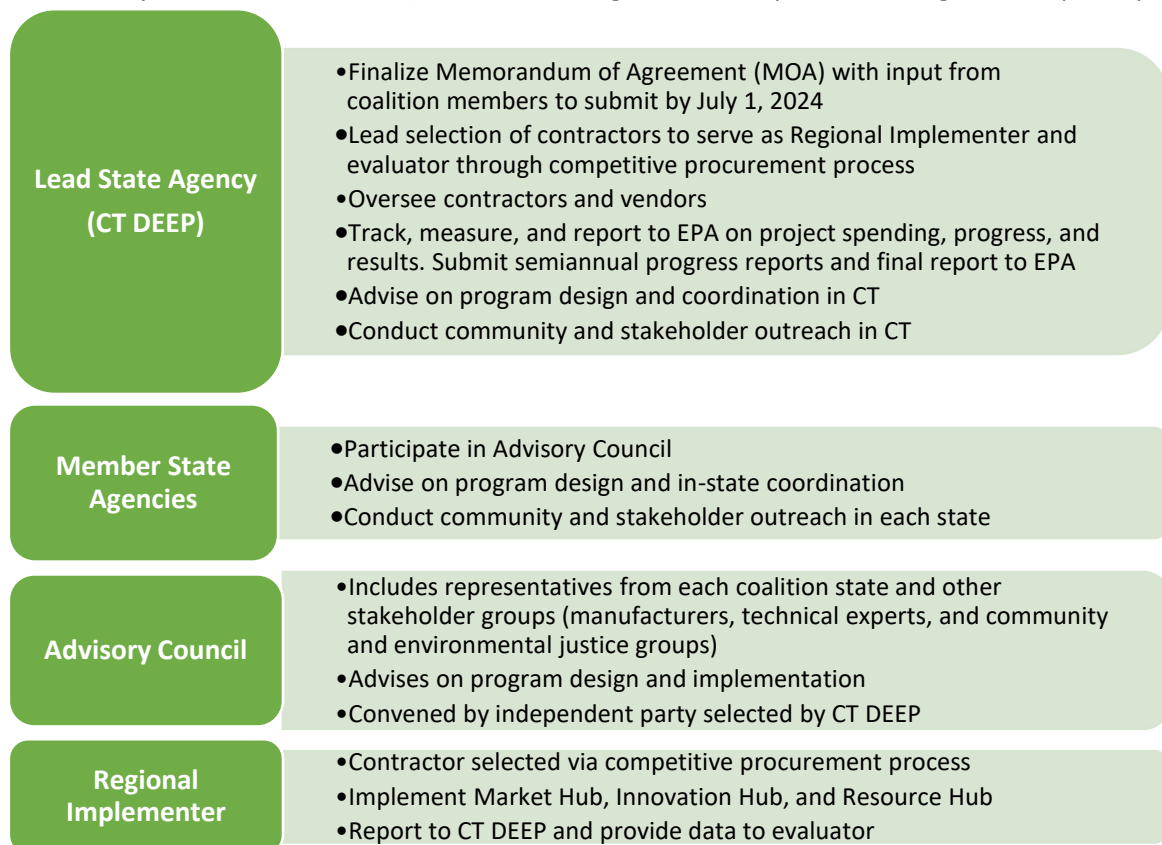 Lead State Agency
(CT DEEP)
•Finalize Memorandum of Agreement (MOA) with input from
coalition members to submit by July 1, 2024
•Lead selection of contractors to serve as Regional Implementer and
evaluator through competitive procurement process
•Oversee contractors and vendors
•Track, measure, and report to EPA on project spending, progress, and
results. Submit semiannual progress reports and final report to EPA
•Advise on program design and coordination in CT
•Conduct community and stakeholder outreach in CT
Member State
Agencies
•Participate in Advisory Council
•Advise on program design and in-state coordination
•Conduct community and stakeholder outreach in each state
Advisory Council
•Includes representatives from each coalition state and other
stakeholder groups (manufacturers, technical experts, and community
and environmental justice groups)
•Advises on program design and implementation
•Convened by independent party selected by CT DEEP
Regional
Implementer
•Contractor selected via competitive procurement process
•Implement Market Hub, Innovation Hub, and Resource Hub
•Report to CT DEEP and provide data to evaluator